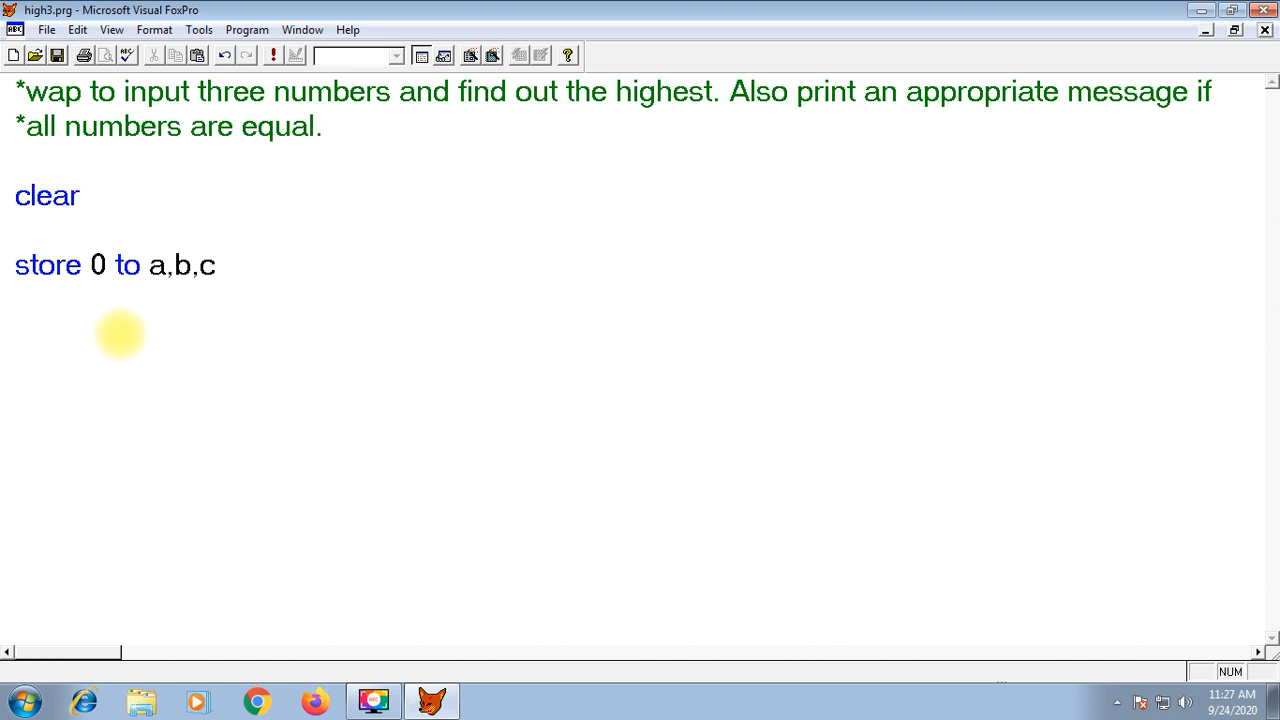 high3.prg - Microsoft Visual FoxPro
File Edit View Format Tools Program Window Help
*wap to input three numbers and find out the highest. Also print an appropriate message if
*all numbers are equal.
clear
store 0 to a,b,c
NUM
11:27 AM
9/24/2020